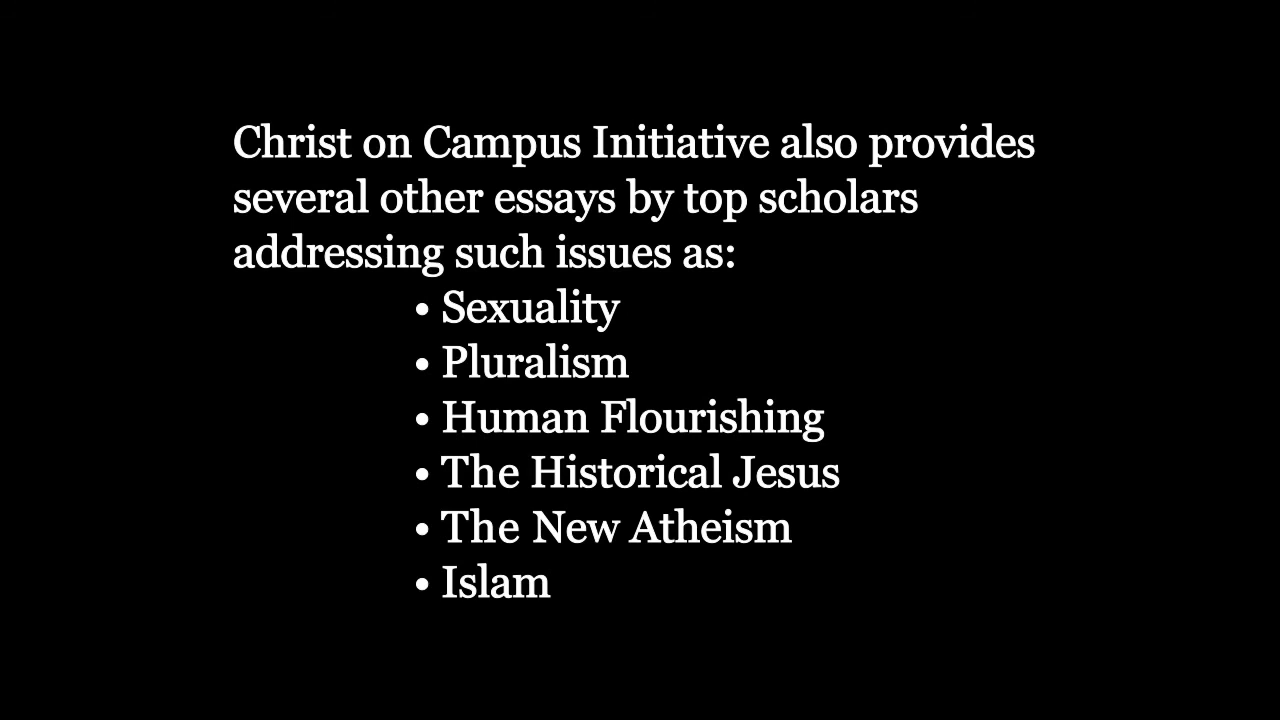 Christ on Campus Initiative also provides
several other essays by top scholars
addressing such issues as:
• Sexuality
• Pluralism
• Human Flourishing
• The Historical Jesus
• The New Atheism
• Islam